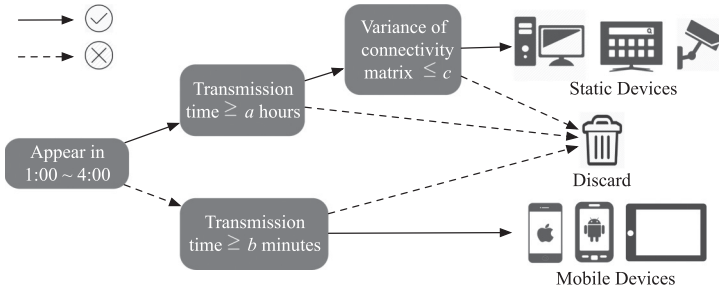 Appear in
1:00 ~ 4:00
Transmission
time ≥ a hours
Variance of
connectivity
matrix ≤ c
Static Devices
Discard
Transmission
time ≥ b minutes
Mobile Devices